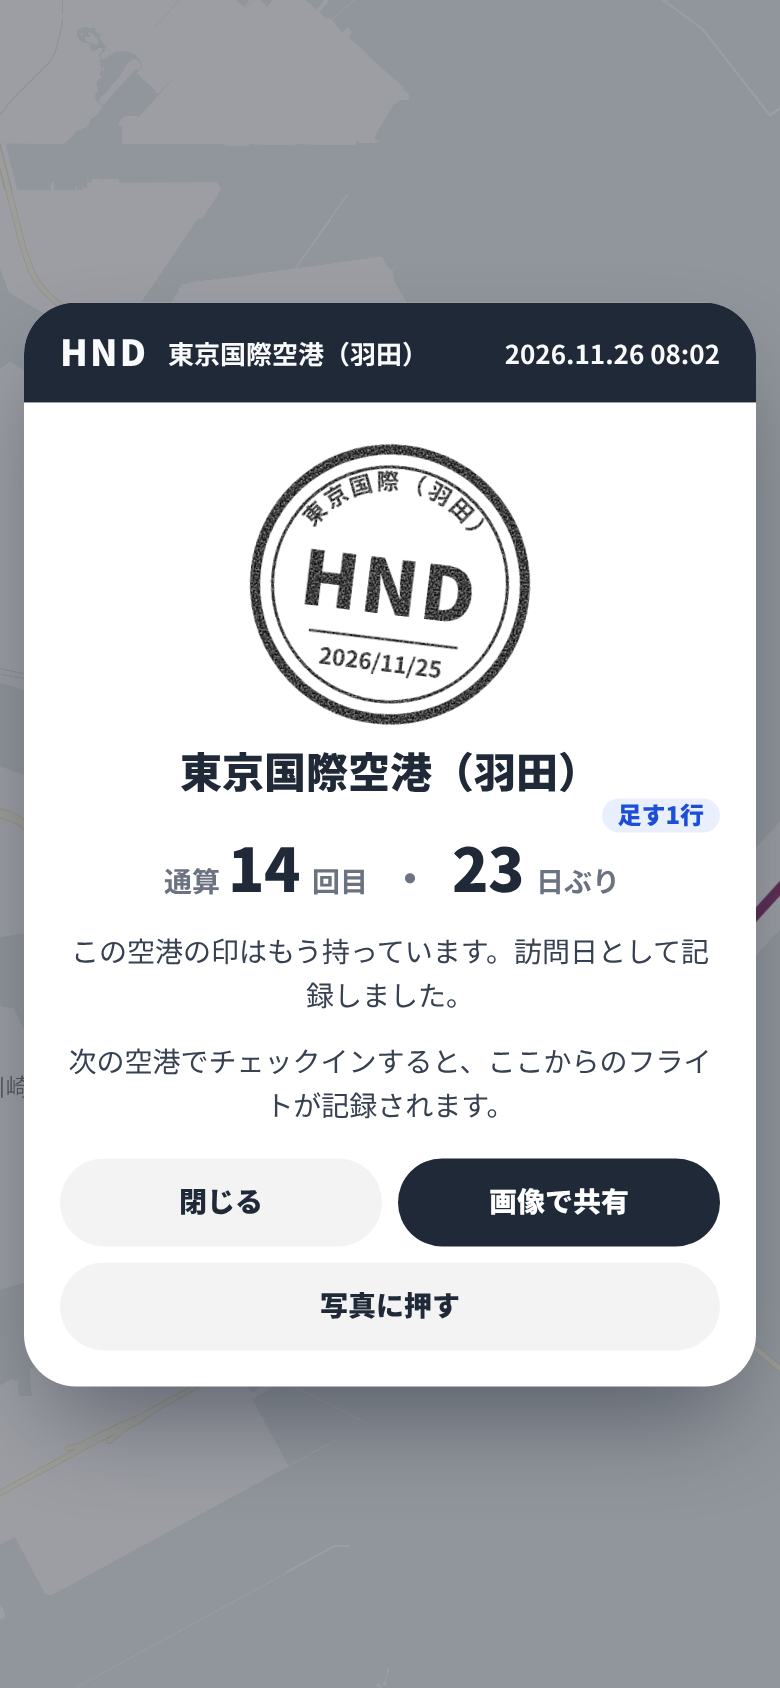 HND 東京国際空港（羽田） 2026.11.26 08:02
東京国際（羽田）
HND
2026/11/25
東京国際空港（羽田）
足す1行
通算 14 回目 ・ 23 日ぶり
この空港の印はもう持っています。訪問日として記
録しました。
次の空港でチェックインすると、ここからのフライ
トが記録されます。
崎
閉じる 画像で共有
写真に押す